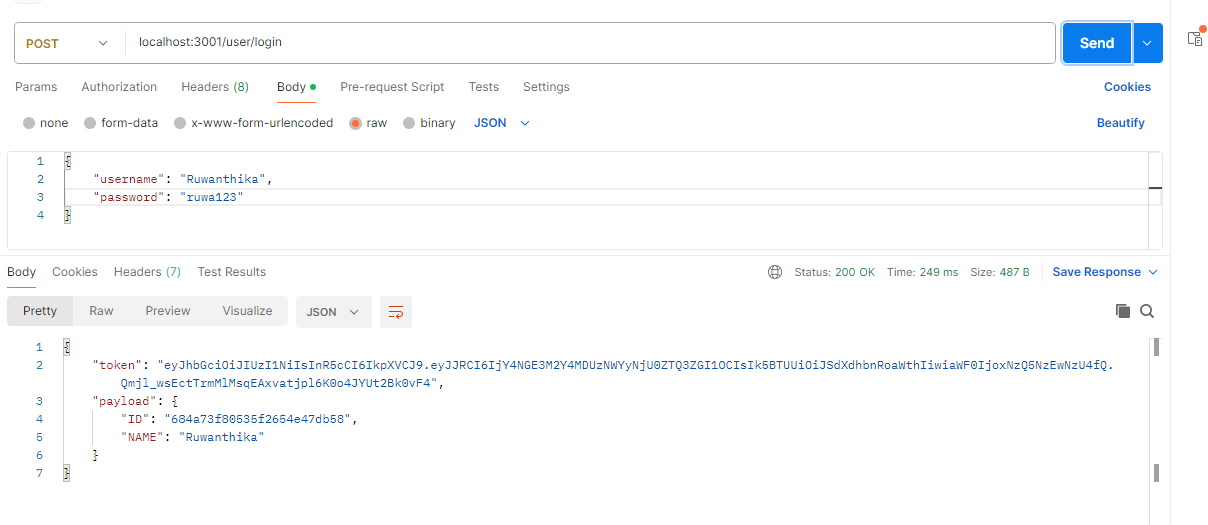 POST localhost:3001/user/login Send
Params Authorization Headers (8) Body Pre-request Script Tests Settings Cookies
none form-data x-www-form-urlencoded raw binary JSON Beautify
1 {
2 "username": "Ruwanthika",
3 "password": "ruwa123"
4 }
Body Cookies Headers (7) Test Results Status: 200 OK Time: 249 ms Size: 487 B Save Response
Pretty Raw Preview Visualize JSON
1 {
2 "token": "eyJhbGciOiJIUzI1NiIsInR5cCI6IkpXVCJ9.eyJJRCI6IjY4NGE3M2Y4MDUzNWYyNjU0ZTQ3ZGI1OCIsIk5BTUUiOiJSdXdhbnRoaWthIiwiaWF0IjoxNzQ5NzEwNzU4fQ.
Qmjl_wsEctTrmMlMsqEAxvatjpl6K0o4JYUt2Bk0vF4",
3 "payload": {
4 "ID": "684a73f80535f2654e47db58",
5 "NAME": "Ruwanthika"
6 }
7 }